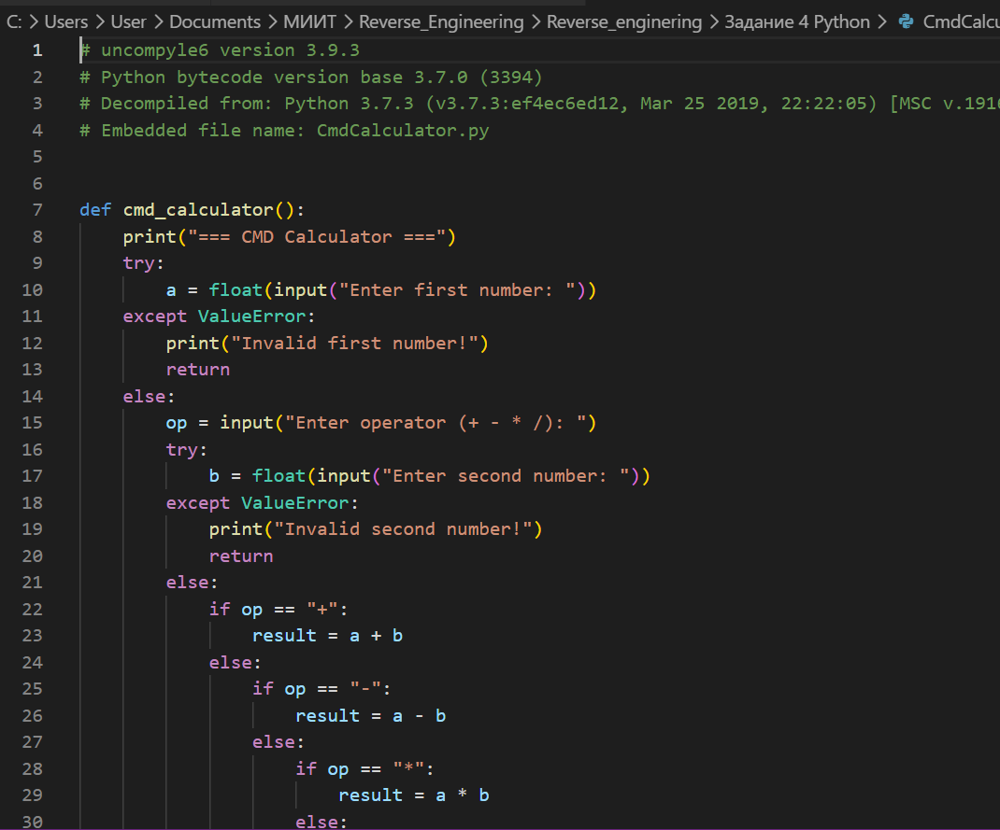 C: > Users > User > Documents > МИИТ > Reverse_Engineering > Reverse_enginering > Задание 4 Python > CmdCalcu
1 # uncompyle6 version 3.9.3
2 # Python bytecode version base 3.7.0 (3394)
3 # Decompiled from: Python 3.7.3 (v3.7.3:ef4ec6ed12, Mar 25 2019, 22:22:05) [MSC v.1916
4 # Embedded file name: CmdCalculator.py
5
6
7 def cmd_calculator():
8     print("=== CMD Calculator ===")
9     try:
10         a = float(input("Enter first number: "))
11     except ValueError:
12         print("Invalid first number!")
13         return
14     else:
15         op = input("Enter operator (+ - * /): ")
16         try:
17             b = float(input("Enter second number: "))
18         except ValueError:
19             print("Invalid second number!")
20             return
21         else:
22             if op == "+":
23                 result = a + b
24             else:
25                 if op == "-":
26                     result = a - b
27                 else:
28                     if op == "*":
29                         result = a * b
30                     else: